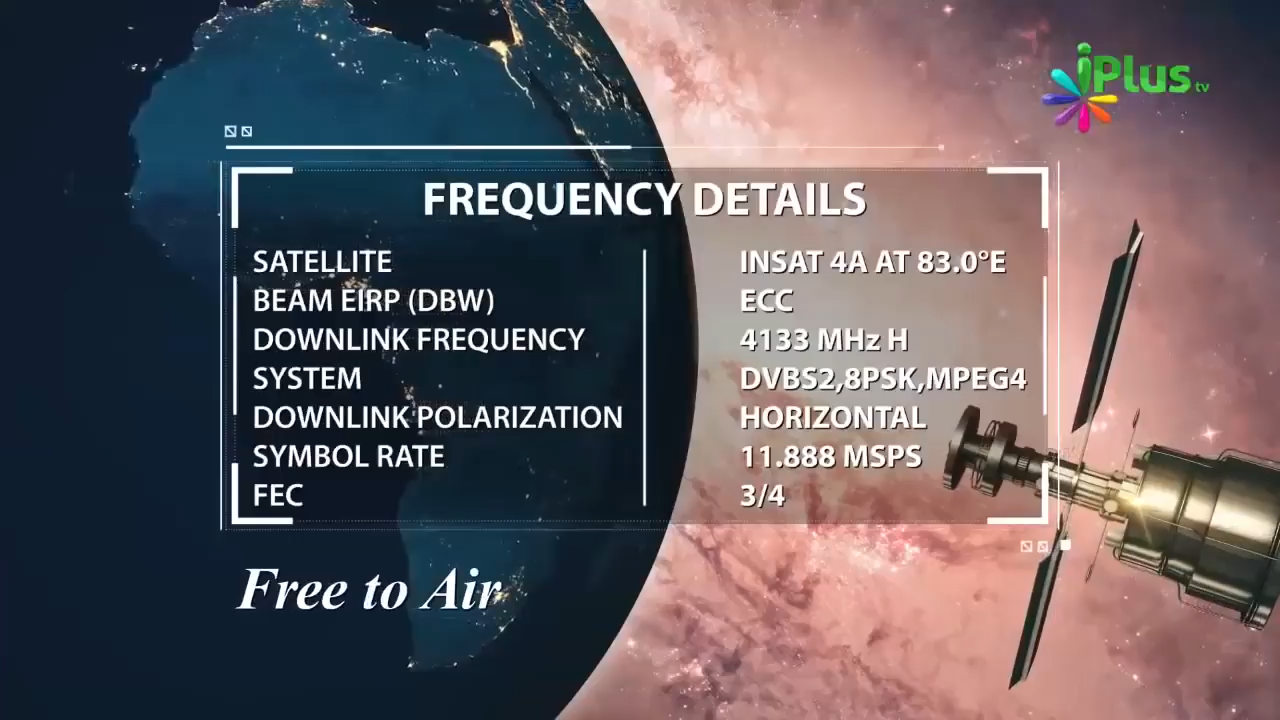 iPlus tv
FREQUENCY DETAILS
SATELLITE INSAT 4A AT 83.0°E
BEAM EIRP (DBW) ECC
DOWNLINK FREQUENCY 4133 MHz H
SYSTEM DVBS2,8PSK,MPEG4
DOWNLINK POLARIZATION HORIZONTAL
SYMBOL RATE 11.888 MSPS
FEC 3/4
Free to Air